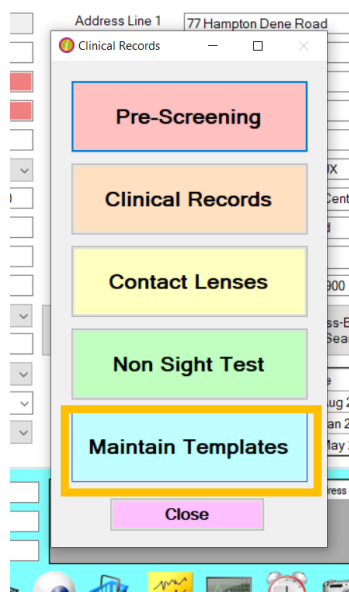 Address Line 1
77 Hampton Dene Road
Clinical Records
Pre-Screening
Clinical Records
Contact Lenses
Non Sight Test
Maintain Templates
Close